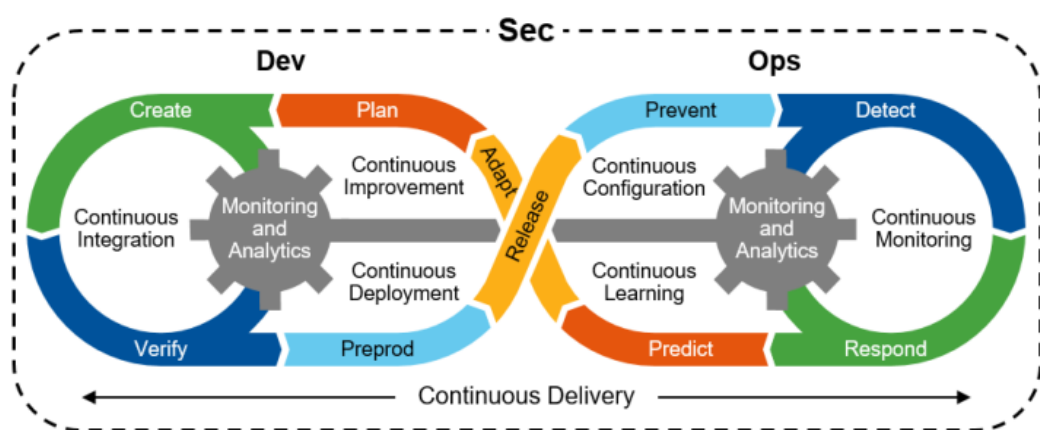 Sec
Dev
Ops
Create
Plan
Prevent
Detect
Adapt
Release
Continuous
Improvement
Continuous
Configuration
Continuous
Integration
Monitoring
and
Analytics
Monitoring
and
Analytics
Continuous
Monitoring
Continuous
Deployment
Continuous
Learning
Verify
Preprod
Predict
Respond
Continuous Delivery